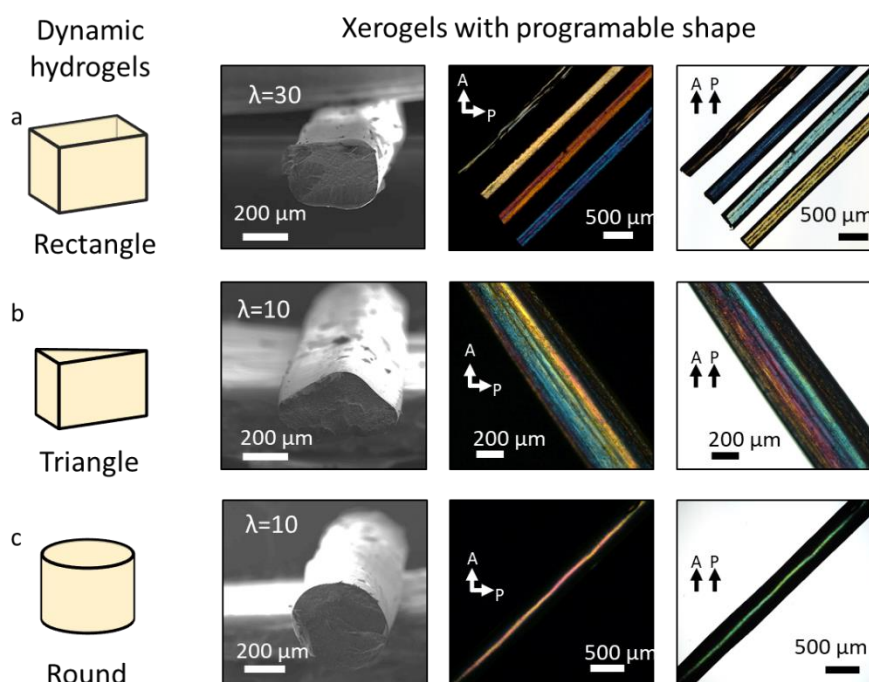 Dynamic
hydrogels
Xerogels with programable shape
a
Rectangle
λ=30
200 µm
A
P
500 µm
A P
500 µm
b
Triangle
λ=10
200 µm
A
P
200 µm
A P
200 µm
c
Round
λ=10
200 µm
A
P
500 µm
A P
500 µm